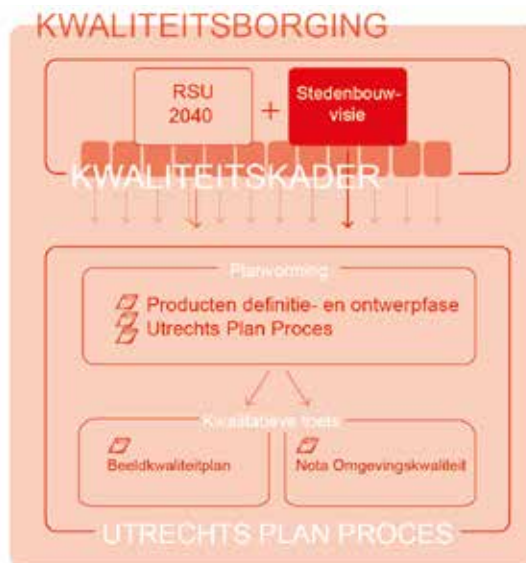 KWALITEITSBORGING
RSU
2040
+
Stedenbouw-
visie
KWALITEITSKADER
Planvorming
Producten definitie- en ontwerpfase
Utrechts Plan Proces
Kwalitatieve toets
Beeldkwaliteitplan
Nota Omgevingskwaliteit
UTRECHTS PLAN PROCES